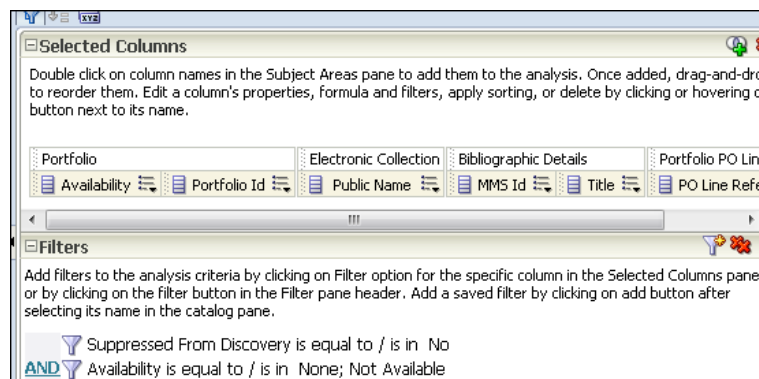 xyz
Selected Columns
Double click on column names in the Subject Areas pane to add them to the analysis. Once added, drag-and-dro
to reorder them. Edit a column's properties, formula and filters, apply sorting, or delete by clicking or hovering o
button next to its name.
Portfolio Electronic Collection Bibliographic Details Portfolio PO Lin
Availability Portfolio Id Public Name MMS Id Title PO Line Refe
Filters
Add filters to the analysis criteria by clicking on Filter option for the specific column in the Selected Columns pane
or by clicking on the filter button in the Filter pane header. Add a saved filter by clicking on add button after
selecting its name in the catalog pane.
Suppressed From Discovery is equal to / is in No
AND Availability is equal to / is in None; Not Available